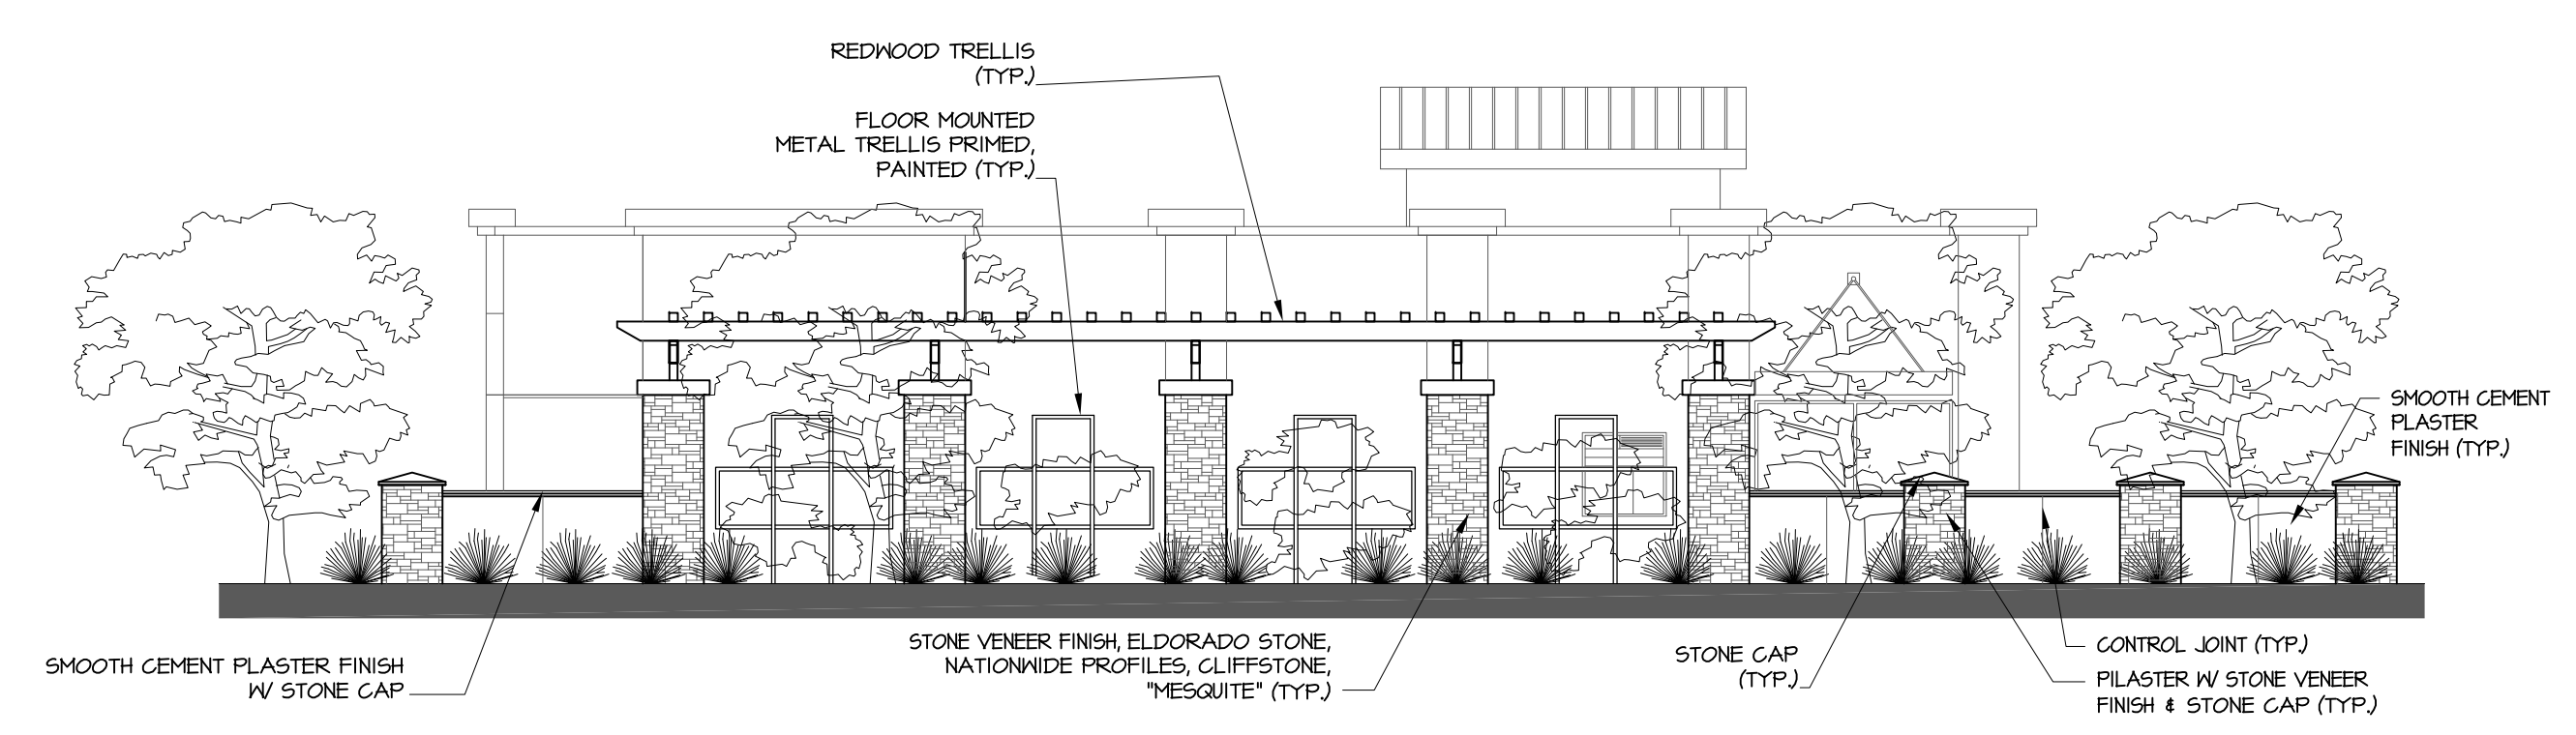 REDWOOD TRELLIS
(TYP.)
FLOOR MOUNTED
METAL TRELLIS PRIMED,
PAINTED (TYP.)
SMOOTH CEMENT
PLASTER
FINISH (TYP.)
SMOOTH CEMENT PLASTER FINISH
W/ STONE CAP
STONE VENEER FINISH, ELDORADO STONE,
NATIONWIDE PROFILES, CLIFFSTONE,
"MESQUITE" (TYP.)
STONE CAP
(TYP.)
CONTROL JOINT (TYP.)
PILASTER W/ STONE VENEER
FINISH & STONE CAP (TYP.)